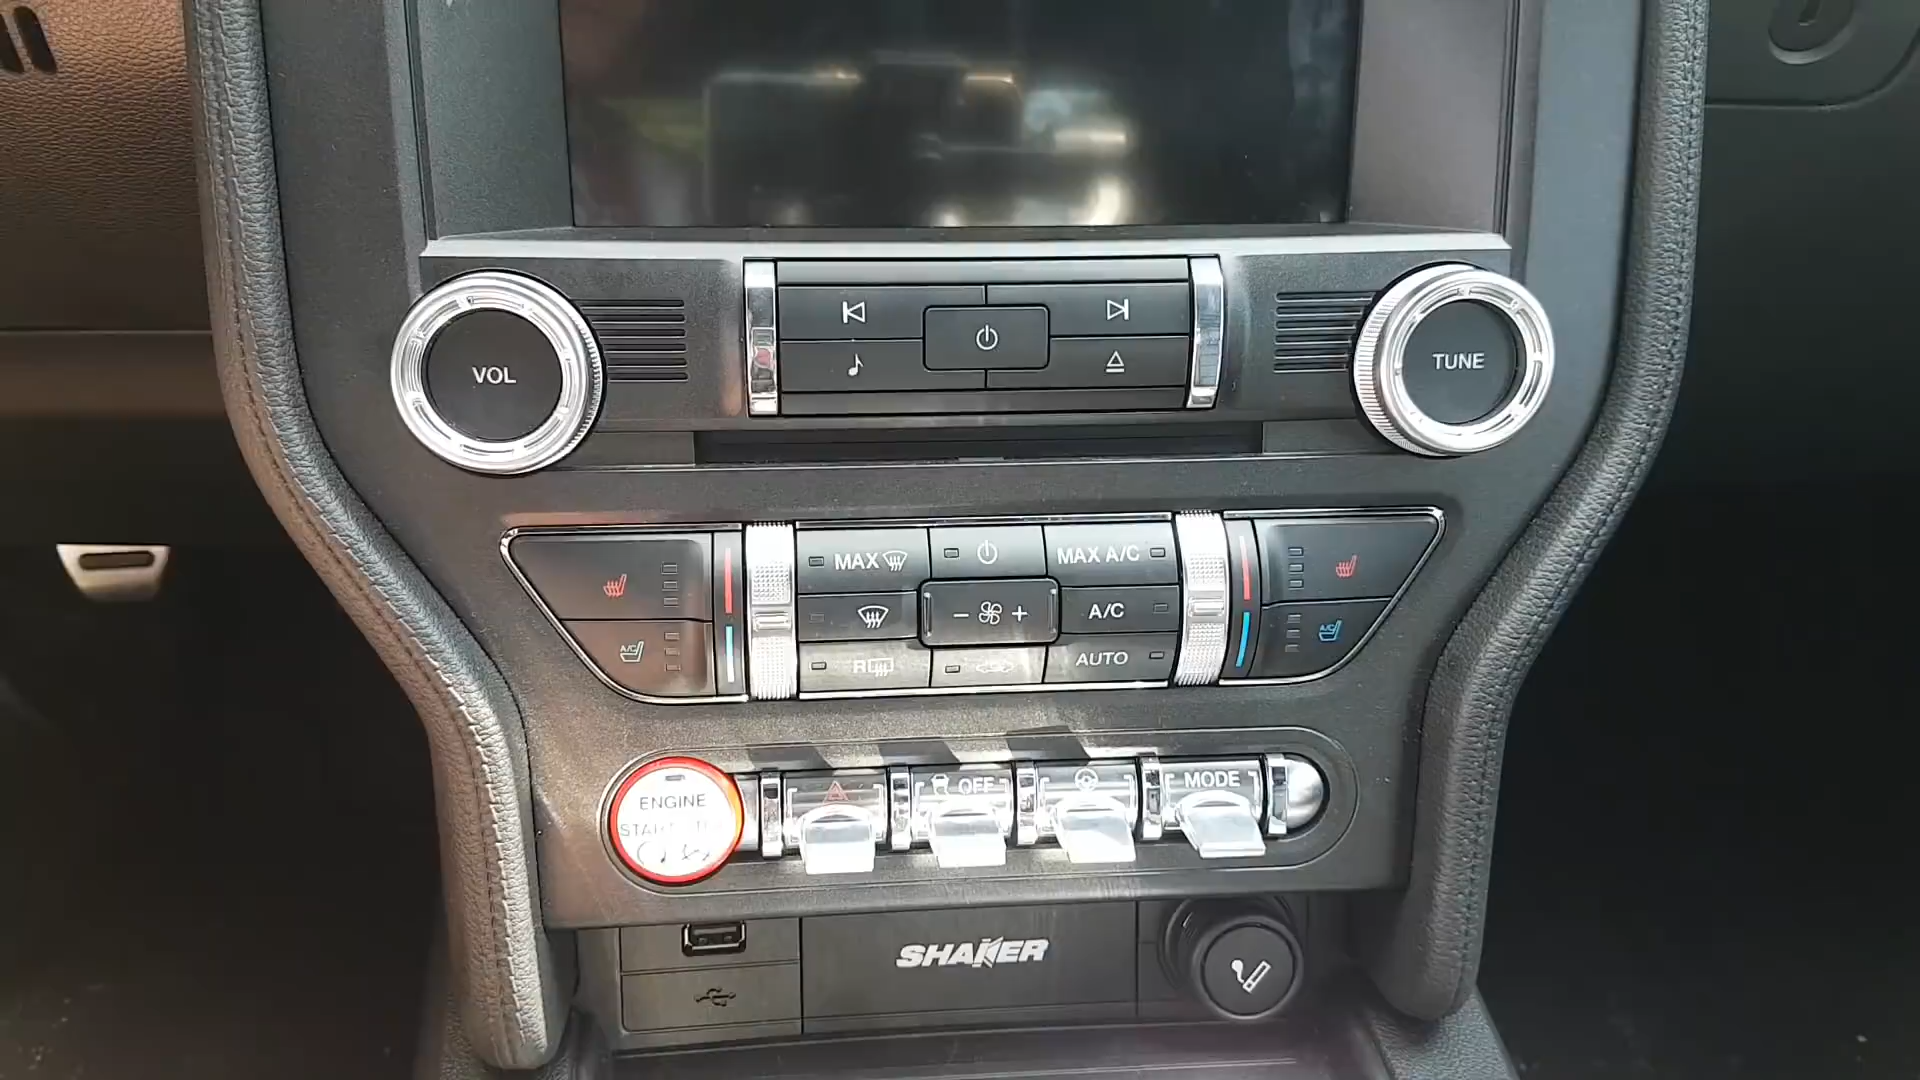 VOL
TUNE
MAX
MAX A/C
A/C
A/C
A/C
R
AUTO
ENGINE
OFF
MODE
SHAKER